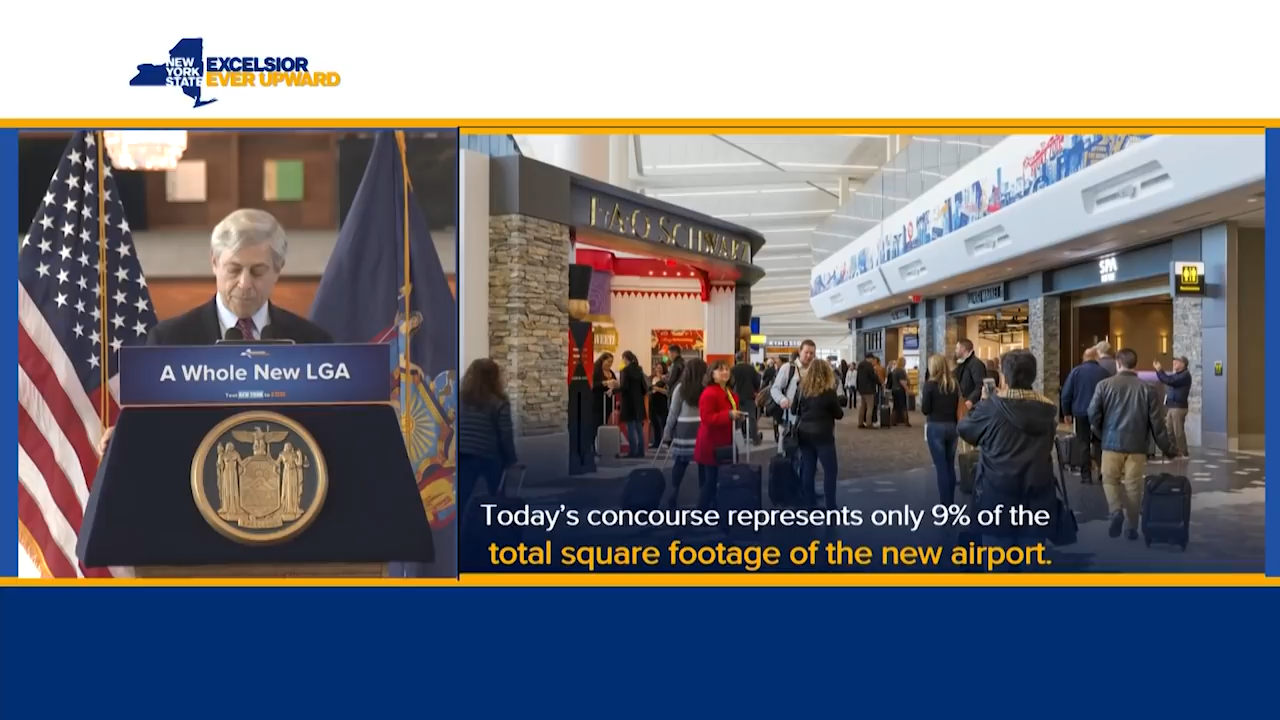 NEW
YORK
STATE
EXCELSIOR
EVER UPWARD
A Whole New LGA
FAO SCHWARZ
SPA
Today's concourse represents only 9% of the
total square footage of the new airport.